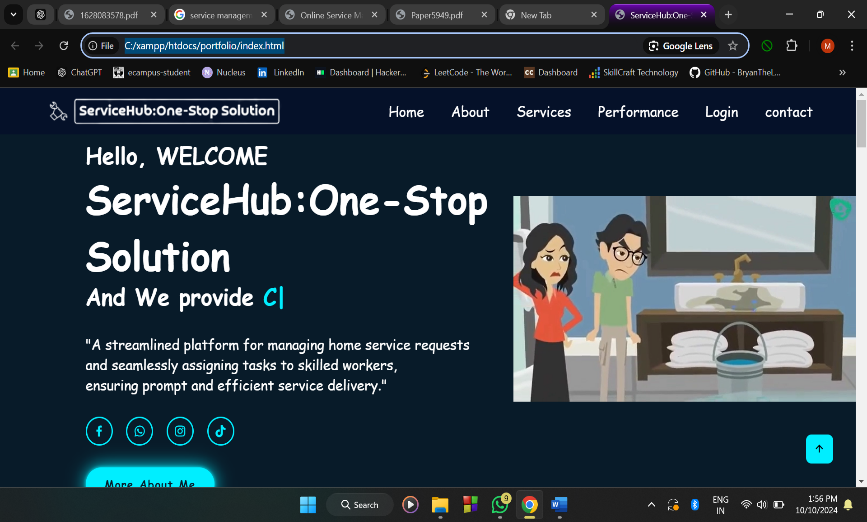 1628083578.pdf
service managen
Online Service M
Paper5949.pdf
New Tab
ServiceHub:One-
File
C:/xampp/htdocs/portfolio/index.html
Google Lens
M
Home
ChatGPT
ecampus-student
Nucleus
LinkedIn
Dashboard | Hacker...
LeetCode - The Wor...
CC Dashboard
SkillCraft Technology
GitHub - BryanTheL...
ServiceHub:One-Stop Solution
Home
About
Services
Performance
Login
contact
Hello, WELCOME
ServiceHub:One-Stop
Solution
And We provide C|
"A streamlined platform for managing home service requests
and seamlessly assigning tasks to skilled workers,
ensuring prompt and efficient service delivery."
More About Me
Search
9
W
ENG
IN
1:56 PM
10/10/2024